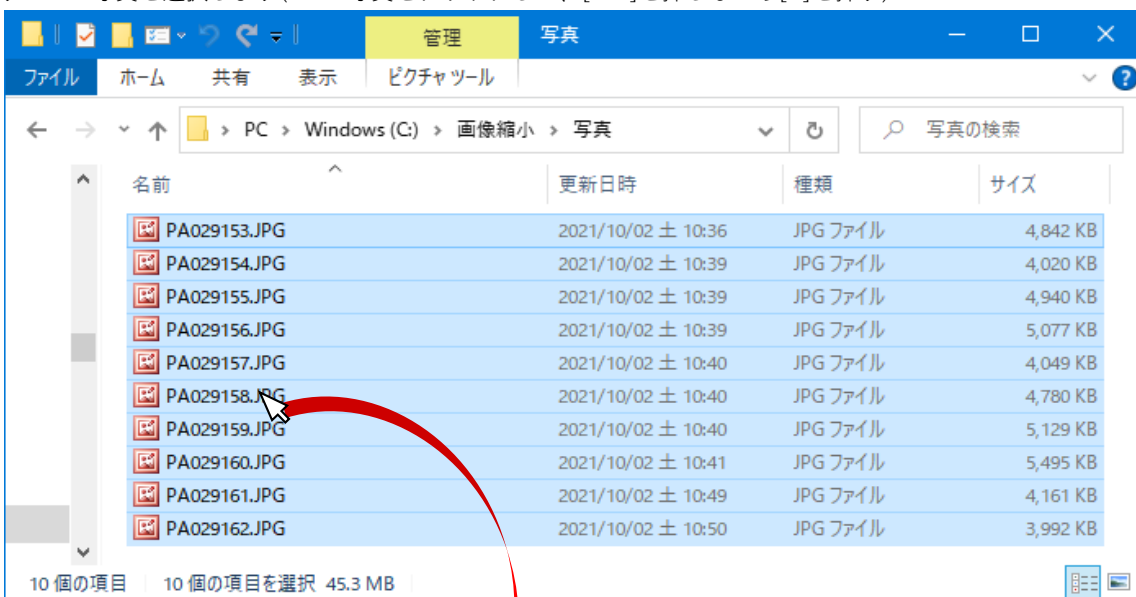 管理 写真
ファイル ホーム 共有 表示 ピクチャ ツール
PC › Windows (C:) › 画像縮小 › 写真 写真の検索
名前 更新日時 種類 サイズ
PA029153.JPG 2021/10/02 土 10:36 JPG ファイル 4,842 KB
PA029154.JPG 2021/10/02 土 10:39 JPG ファイル 4,020 KB
PA029155.JPG 2021/10/02 土 10:39 JPG ファイル 4,940 KB
PA029156.JPG 2021/10/02 土 10:39 JPG ファイル 5,077 KB
PA029157.JPG 2021/10/02 土 10:40 JPG ファイル 4,049 KB
PA029158.JPG 2021/10/02 土 10:40 JPG ファイル 4,780 KB
PA029159.JPG 2021/10/02 土 10:40 JPG ファイル 5,129 KB
PA029160.JPG 2021/10/02 土 10:41 JPG ファイル 5,495 KB
PA029161.JPG 2021/10/02 土 10:49 JPG ファイル 4,161 KB
PA029162.JPG 2021/10/02 土 10:50 JPG ファイル 3,992 KB
10 個の項目 10 個の項目を選択 45.3 MB